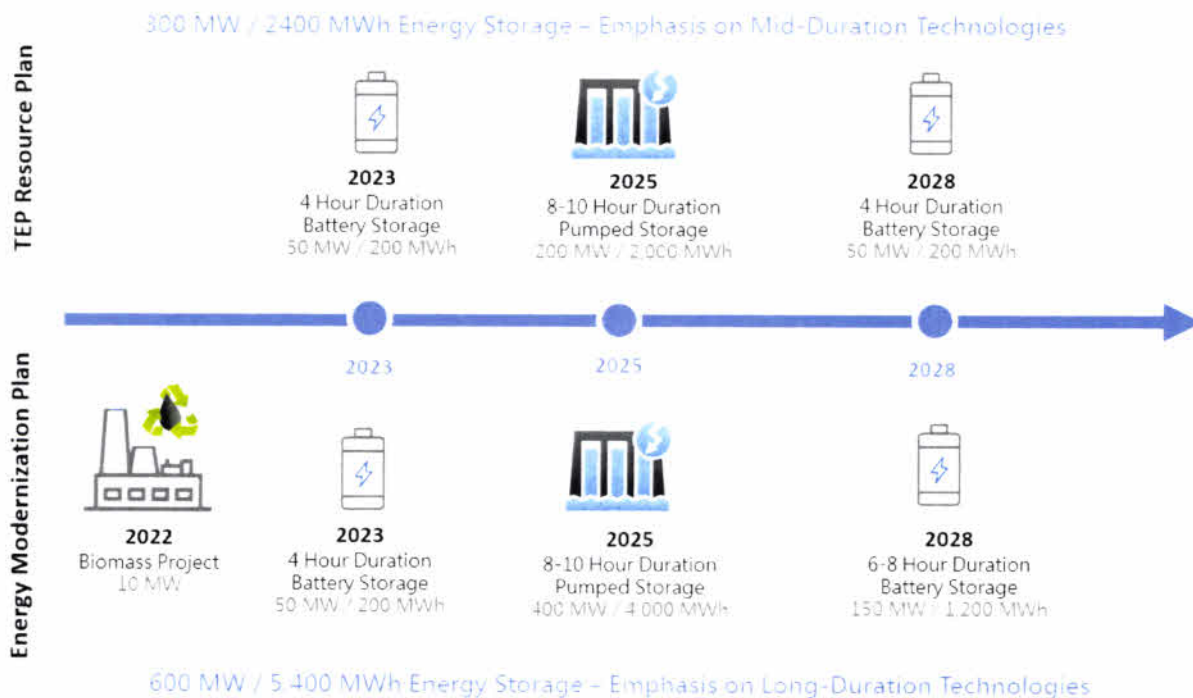 300 MW / 2400 MWh Energy Storage – Emphasis on Mid-Duration Technologies
TEP Resource Plan
2023
4 Hour Duration
Battery Storage
50 MW / 200 MWh
2025
8-10 Hour Duration
Pumped Storage
200 MW / 2,000 MWh
2028
4 Hour Duration
Battery Storage
50 MW / 200 MWh
2023
2025
2028
Energy Modernization Plan
2022
Biomass Project
10 MW
2023
4 Hour Duration
Battery Storage
50 MW / 200 MWh
2025
8-10 Hour Duration
Pumped Storage
400 MW / 4,000 MWh
2028
6-8 Hour Duration
Battery Storage
150 MW / 1,200 MWh
600 MW / 5,400 MWh Energy Storage – Emphasis on Long-Duration Technologies